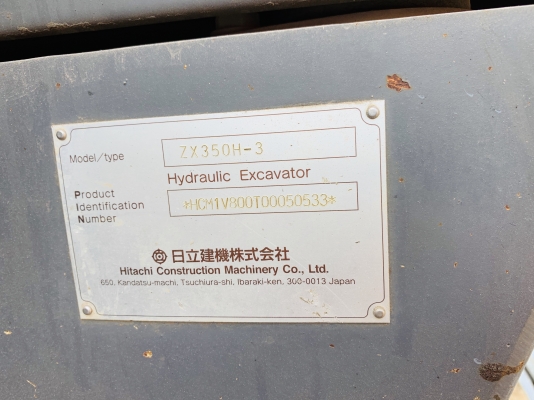 Model/type ZX350H-3
Hydraulic Excavator
Product
Identification *HCM1V800T00050533*
Number
日立建機株式会社
Hitachi Construction Machinery Co., Ltd.
650, Kandatsu-machi, Tsuchiura-shi, Ibaraki-ken, 300-0013 Japan